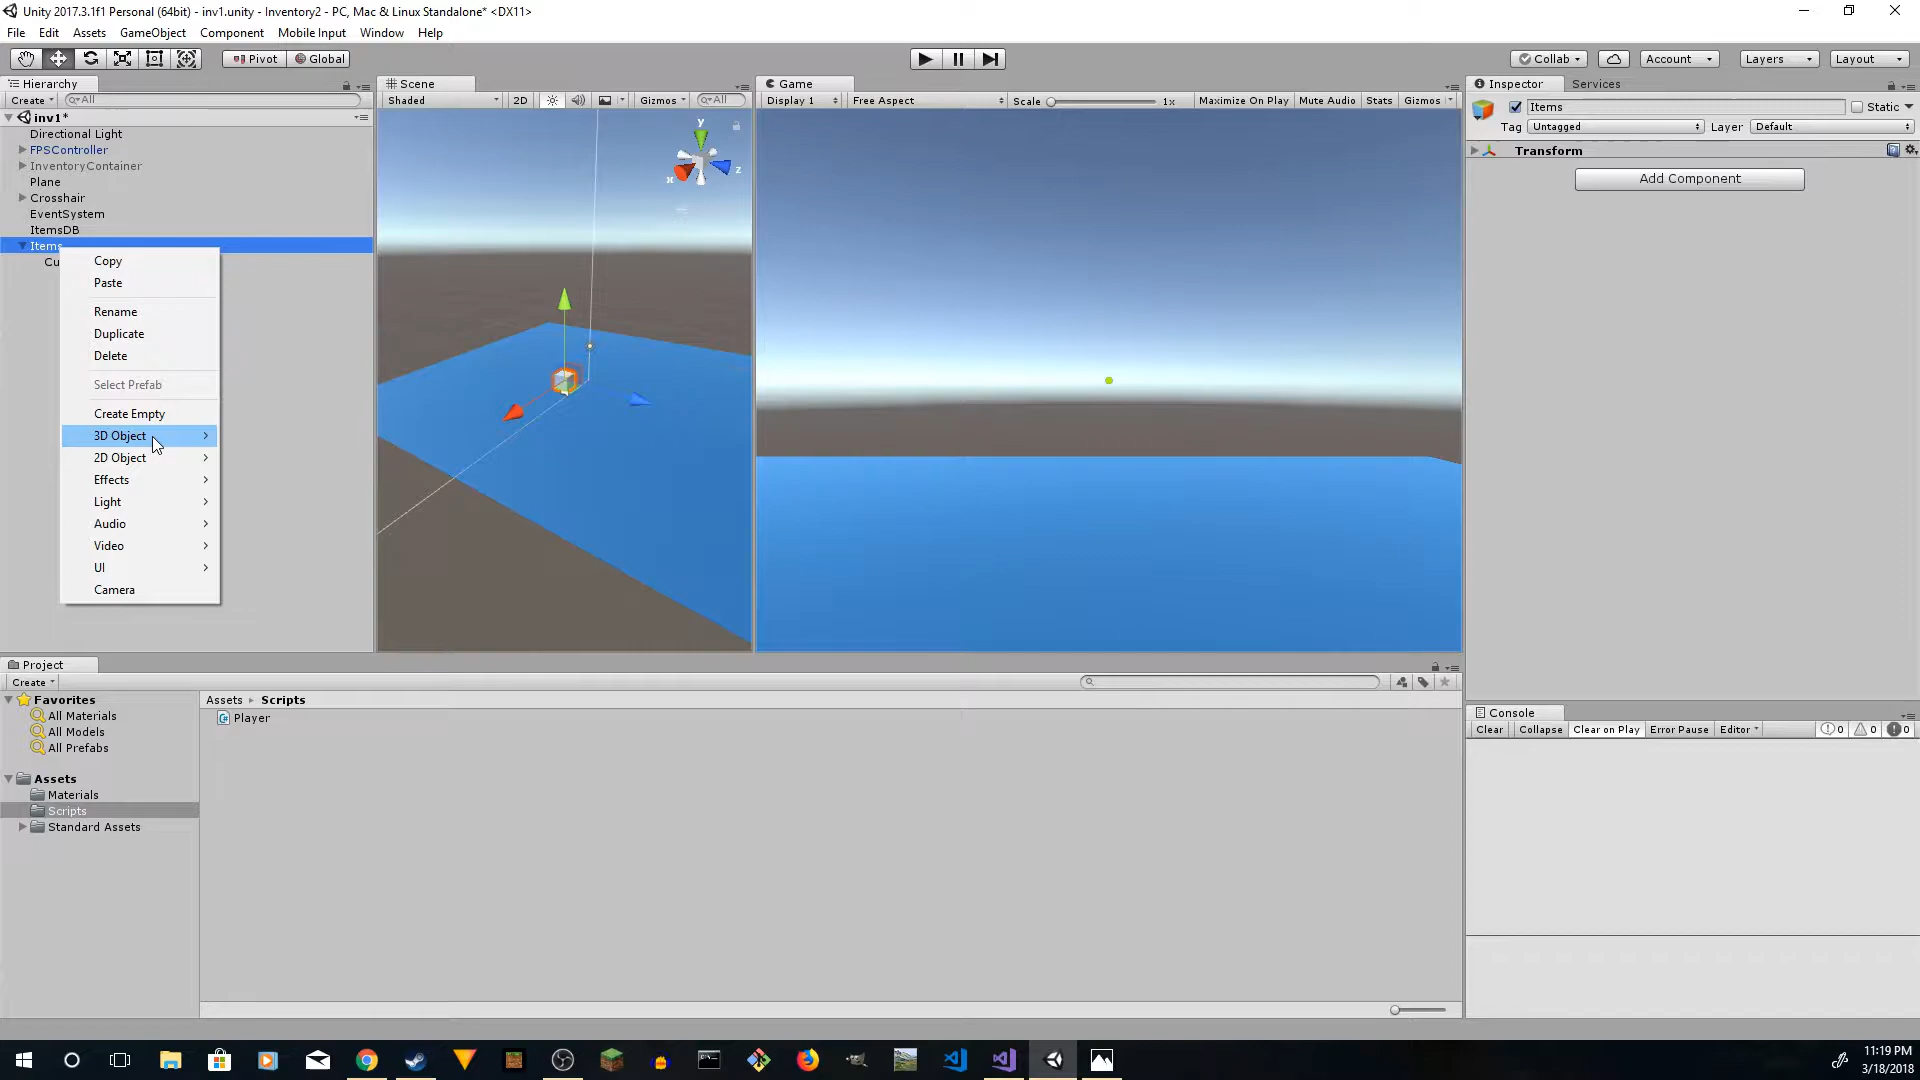 Unity 2017.3.1f1 Personal (64bit) - inv1.unity - Inventory2 - PC, Mac & Linux Standalone* <DX11>
File Edit Assets GameObject Component Mobile Input Window Help
Pivot Global Collab Account Layers Layout
Hierarchy Scene Game Inspector Services
Create All Shaded 2D Gizmos All Display 1 Free Aspect Scale 1x Maximize On Play Mute Audio Stats Gizmos
Items Static
Tag Untagged Layer Default
Transform
Add Component
inv1*
Directional Light
FPSController
InventoryContainer
Plane
Crosshair
EventSystem
ItemsDB
Items
Cu
Copy
Paste
Rename
Duplicate
Delete
Select Prefab
Create Empty
3D Object
2D Object
Effects
Light
Audio
Video
UI
Camera
y
x
z
Project
Create
Favorites
All Materials
All Models
All Prefabs
Assets
Materials
Scripts
Standard Assets
Assets Scripts
Player
Console
Clear Collapse Clear on Play Error Pause Editor 0 0 0
11:19 PM
3/18/2018